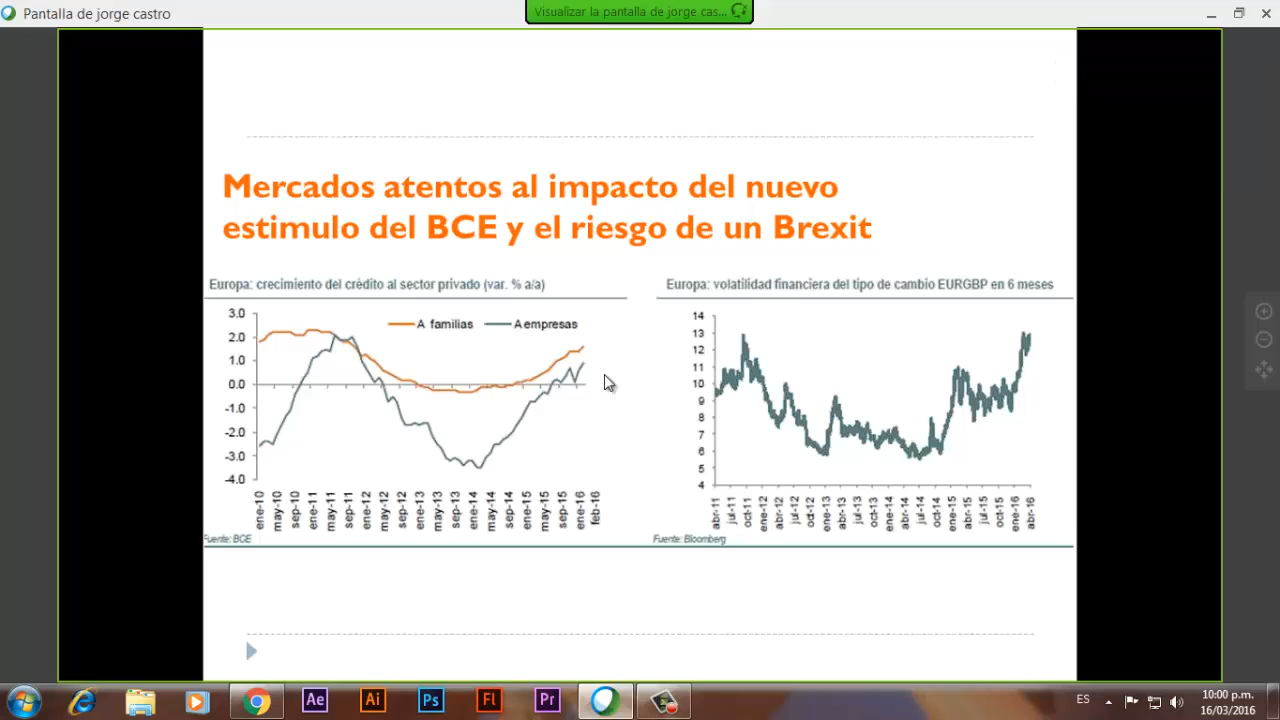 Pantalla de jorge castro
Visualizar la pantalla de jorge cas...
Mercados atentos al impacto del nuevo
estimulo del BCE y el riesgo de un Brexit
Europa: crecimiento del crédito al sector privado (var. % a/a)
A familias
A empresas
3.0
2.0
1.0
0.0
-1.0
-2.0
-3.0
-4.0
ene-10
may-10
sep-10
ene-11
may-11
sep-11
ene-12
may-12
sep-12
ene-13
may-13
sep-13
ene-14
may-14
sep-14
ene-15
may-15
sep-15
ene-16
feb-16
Fuente: BCE
Europa: volatilidad financiera del tipo de cambio EURGBP en 6 meses
14
13
12
11
10
9
8
7
6
5
4
abr-11
jul-11
oct-11
ene-12
abr-12
jul-12
oct-12
ene-13
abr-13
jul-13
oct-13
ene-14
abr-14
jul-14
oct-14
ene-15
abr-15
jul-15
oct-15
ene-16
abr-16
Fuente: Bloomberg
Ae
Ai
Ps
Fl
Pr
ES
10:00 p.m.
16/03/2016